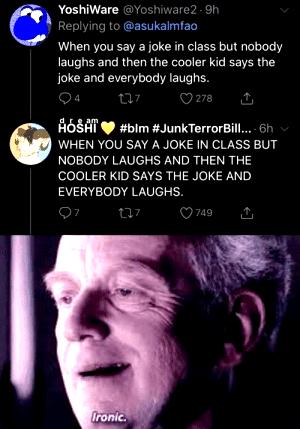 YoshiWare @Yoshiware2 · 9h
Replying to @asukalmfao
When you say a joke in class but nobody
laughs and then the cooler kid says the
joke and everybody laughs.
4 7 278
d r e am
HOSHI 💛 #blm #JunkTerrorBill... · 6h
WHEN YOU SAY A JOKE IN CLASS BUT
NOBODY LAUGHS AND THEN THE
COOLER KID SAYS THE JOKE AND
EVERYBODY LAUGHS.
7 7 749
Ironic.